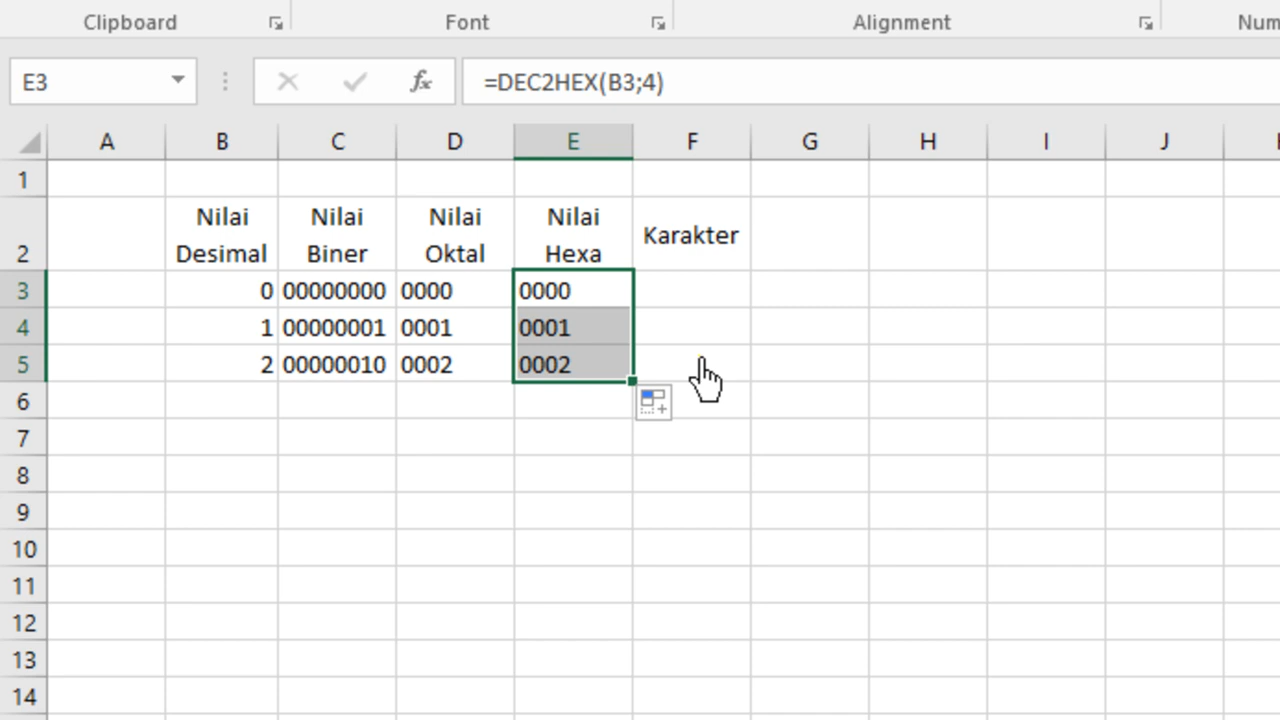 Clipboard Font Alignment Num
E3 fx =DEC2HEX(B3;4)
A B C D E F G H I J
1
2 Nilai Desimal Nilai Biner Nilai Oktal Nilai Hexa Karakter
3 0 00000000 0000 0000
4 1 00000001 0001 0001
5 2 00000010 0002 0002
6
7
8
9
10
11
12
13
14